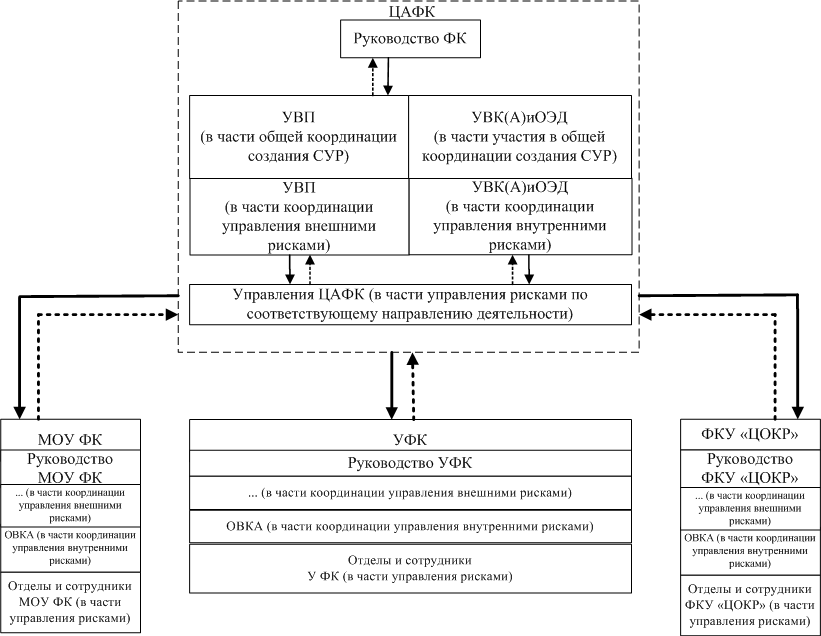 ЦАФК
Руководство ФК
УВП
(в части общей координации
создания СУР)
УВК(А)иОЭД
(в части участия в общей
координации создания СУР)
УВП
(в части координации
управления внешними
рисками)
УВК(А)иОЭД
(в части координации
управления внутренними
рисками)
Управления ЦАФК (в части управления рисками по
соответствующему направлению деятельности)
МОУ ФК
Руководство
МОУ ФК
... (в части координации
управления внешними
рисками)
ОВКА (в части координации
управления внутренними
рисками)
Отделы и сотрудники
МОУ ФК (в части
управления рисками)
УФК
Руководство УФК
... (в части координации управления внешними рисками)
ОВКА (в части координации управления внутренними рисками)
Отделы и сотрудники
У ФК (в части управления рисками)
ФКУ «ЦОКР»
Руководство
ФКУ «ЦОКР»
... (в части координации
управления внешними
рисками)
ОВКА (в части координации
управления внутренними
рисками)
Отделы и сотрудники
ФКУ «ЦОКР» (в части
управления рисками)